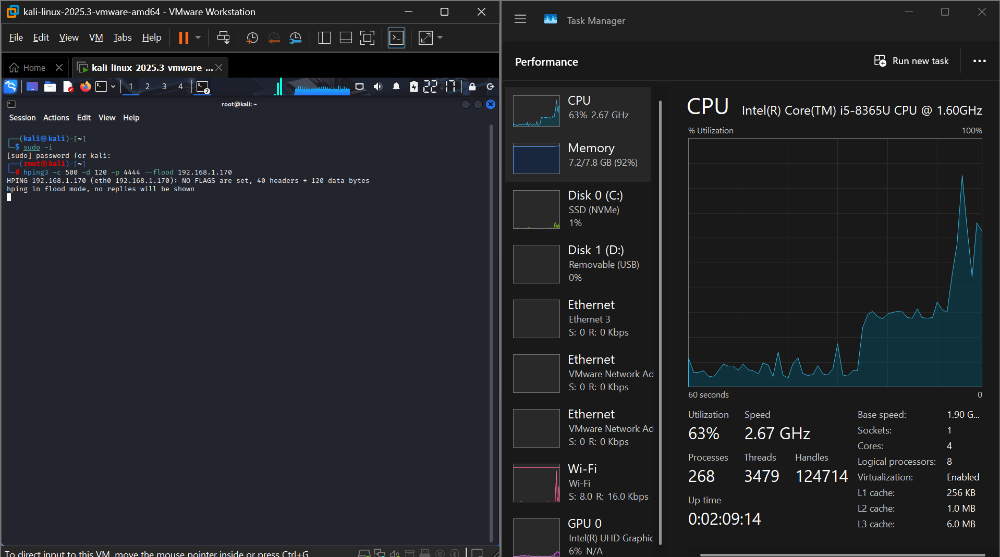 kali-linux-2025.3-vmware-amd64 - VMware Workstation
File Edit View VM Tabs Help
Home
kali-linux-2025.3-vmware-...
1 2 3 4 2 22 17
root@kali: ~
Session Actions Edit View Help
┌──(kali㉿kali)-[~]
└─$ sudo -i
[sudo] password for kali:
┌──(root㉿kali)-[~]
└─# hping3 -c 500 -d 120 -p 4444 --flood 192.168.1.170
HPING 192.168.1.170 (eth0 192.168.1.170): NO FLAGS are set, 40 headers + 120 data bytes
hping in flood mode, no replies will be shown
To direct input to this VM, move the mouse pointer inside or press Ctrl+G.
Task Manager
Performance
Run new task
CPU
63% 2.67 GHz
Memory
7.2/7.8 GB (92%)
Disk 0 (C:)
SSD (NVMe)
1%
Disk 1 (D:)
Removable (USB)
0%
Ethernet
Ethernet 3
S: 0 R: 0 Kbps
Ethernet
VMware Network Ad
S: 0 R: 0 Kbps
Ethernet
VMware Network Ad
S: 0 R: 0 Kbps
Wi-Fi
Wi-Fi
S: 8.0 R: 16.0 Kbps
GPU 0
Intel(R) UHD Graphic
6% N/A
CPU Intel(R) Core(TM) i5-8365U CPU @ 1.60GHz
% Utilization 100%
60 seconds 0
Utilization Speed
63% 2.67 GHz
Processes Threads Handles
268 3479 124714
Up time
0:02:09:14
Base speed: 1.90 G...
Sockets: 1
Cores: 4
Logical processors: 8
Virtualization: Enabled
L1 cache: 256 KB
L2 cache: 1.0 MB
L3 cache: 6.0 MB